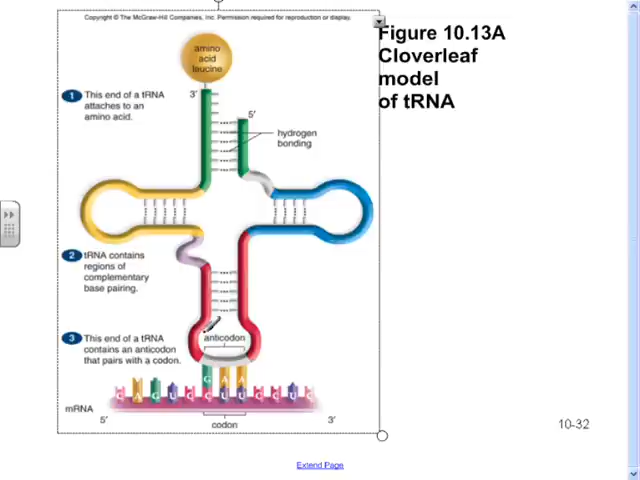 Copyright © The McGraw-Hill Companies, Inc. Permission required for reproduction or display.
Figure 10.13A
Cloverleaf
model
of tRNA
amino
acid
leucine
1 This end of a tRNA
attaches to an
amino acid.
3'
5'
hydrogen
bonding
2 tRNA contains
regions of
complementary
base pairing.
3 This end of a tRNA
contains an anticodon
that pairs with a codon.
anticodon
G A A
C A G U C C U U C C U C
mRNA
5'
3'
codon
10-32
Extend Page